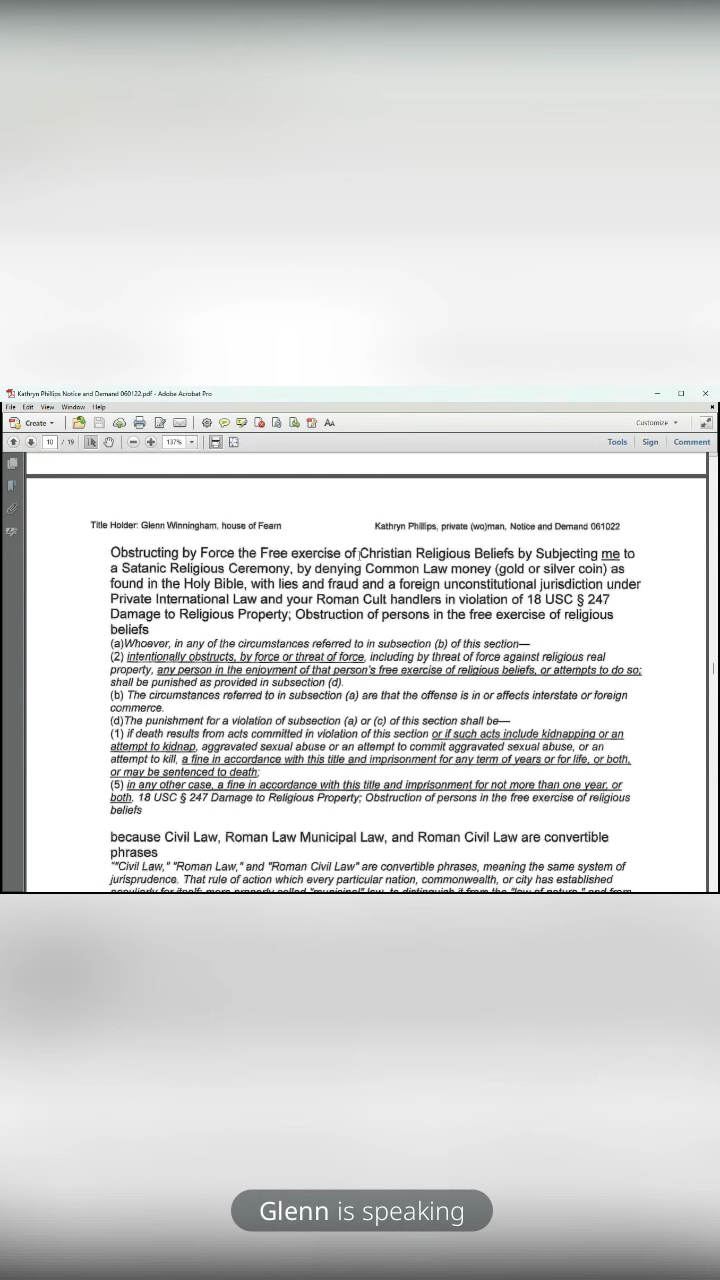 Kathryn Phillips Notice and Demand 060122.pdf - Adobe Acrobat Pro
File Edit View Window Help
Create
Customize
10 / 19
137%
Tools Sign Comment
Title Holder: Glenn Winningham, house of Fearn
Kathryn Phillips, private (wo)man, Notice and Demand 061022
Obstructing by Force the Free exercise of Christian Religious Beliefs by Subjecting me to
a Satanic Religious Ceremony, by denying Common Law money (gold or silver coin) as
found in the Holy Bible, with lies and fraud and a foreign unconstitutional jurisdiction under
Private International Law and your Roman Cult handlers in violation of 18 USC § 247
Damage to Religious Property; Obstruction of persons in the free exercise of religious
beliefs
(a)Whoever, in any of the circumstances referred to in subsection (b) of this section—
(2) intentionally obstructs, by force or threat of force, including by threat of force against religious real
property, any person in the enjoyment of that person's free exercise of religious beliefs, or attempts to do so;
shall be punished as provided in subsection (d).
(b) The circumstances referred to in subsection (a) are that the offense is in or affects interstate or foreign
commerce.
(d)The punishment for a violation of subsection (a) or (c) of this section shall be—
(1) if death results from acts committed in violation of this section or if such acts include kidnapping or an
attempt to kidnap, aggravated sexual abuse or an attempt to commit aggravated sexual abuse, or an
attempt to kill, a fine in accordance with this title and imprisonment for any term of years or for life, or both,
or may be sentenced to death;
(5) in any other case, a fine in accordance with this title and imprisonment for not more than one year, or
both. 18 USC § 247 Damage to Religious Property; Obstruction of persons in the free exercise of religious
beliefs
because Civil Law, Roman Law Municipal Law, and Roman Civil Law are convertible
phrases
""Civil Law," "Roman Law," and "Roman Civil Law" are convertible phrases, meaning the same system of
jurisprudence. That rule of action which every particular nation, commonwealth, or city has established
peculiarly for itself; more properly called "municipal" law, to distinguish it from the "law of nature," and from
Glenn is speaking